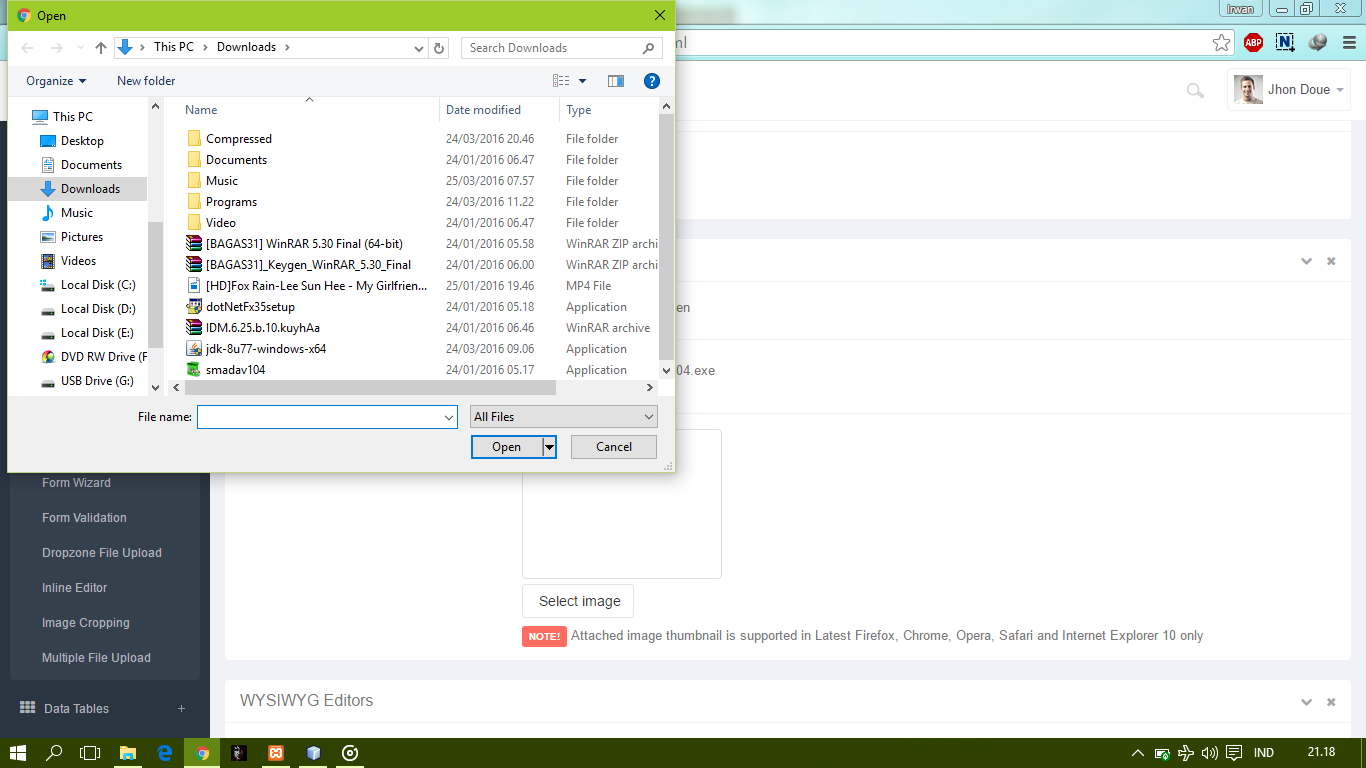 Open
Irwan
This PC
Downloads
Search Downloads
ml
ABP
N
Organize
New folder
Jhon Doue
Name
Date modified
Type
This PC
Desktop
Documents
Downloads
Music
Pictures
Videos
Local Disk (C:)
Local Disk (D:)
Local Disk (E:)
DVD RW Drive (F
USB Drive (G:)
Compressed 24/03/2016 20.46 File folder
Documents 24/01/2016 06.47 File folder
Music 25/03/2016 07.57 File folder
Programs 24/03/2016 11.22 File folder
Video 24/01/2016 06.47 File folder
[BAGAS31] WinRAR 5.30 Final (64-bit) 24/01/2016 05.58 WinRAR ZIP archi
[BAGAS31]_Keygen_WinRAR_5.30_Final 24/01/2016 06.00 WinRAR ZIP archi
[HD]Fox Rain-Lee Sun Hee - My Girlfrien... 25/01/2016 19.46 MP4 File
dotNetFx35setup 24/01/2016 05.18 Application
IDM.6.25.b.10.kuyhAa 24/01/2016 06.46 WinRAR archive
jdk-8u77-windows-x64 24/03/2016 09.06 Application
smadav104 24/01/2016 05.17 Application
en
04.exe
File name:
All Files
Open
Cancel
Form Wizard
Form Validation
Dropzone File Upload
Inline Editor
Image Cropping
Multiple File Upload
Data Tables +
Select image
NOTE! Attached image thumbnail is supported in Latest Firefox, Chrome, Opera, Safari and Internet Explorer 10 only
WYSIWYG Editors
IND
21.18